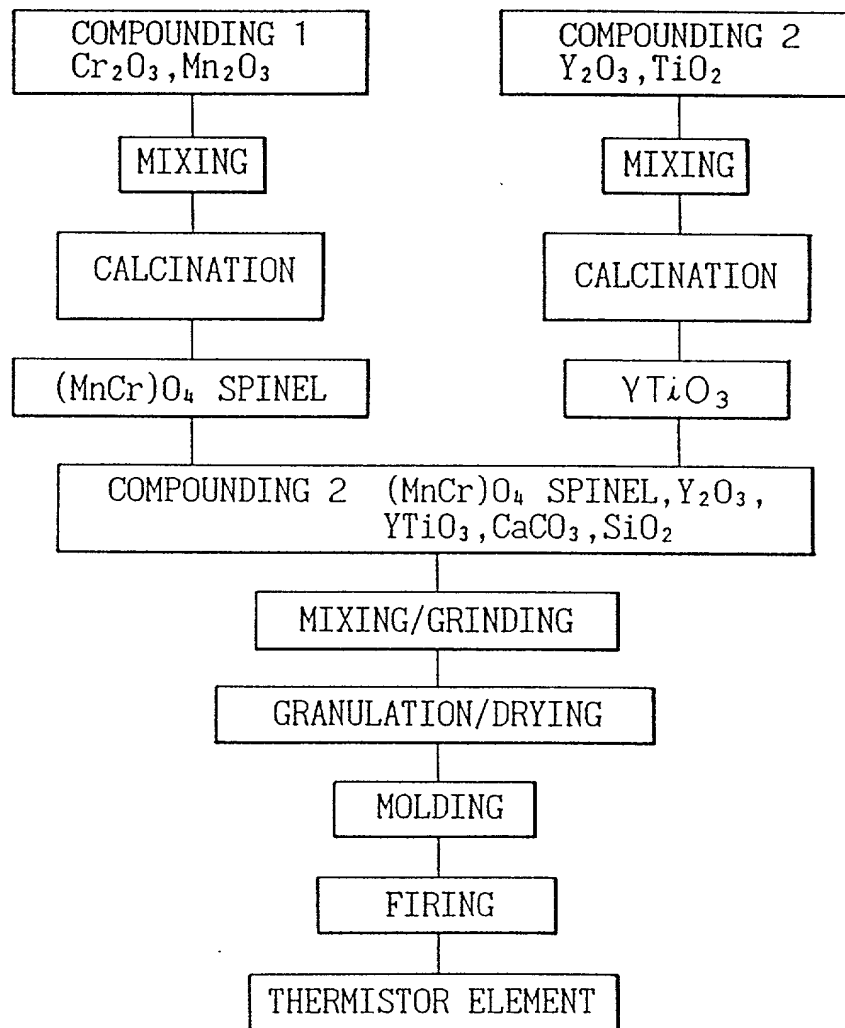 COMPOUNDING 1
Cr₂O₃,Mn₂O₃
COMPOUNDING 2
Y₂O₃,TiO₂
MIXING
MIXING
CALCINATION
CALCINATION
(MnCr)O₄ SPINEL
YTiO₃
COMPOUNDING 2 (MnCr)O₄ SPINEL,Y₂O₃,
YTiO₃,CaCO₃,SiO₂
MIXING/GRINDING
GRANULATION/DRYING
MOLDING
FIRING
THERMISTOR ELEMENT